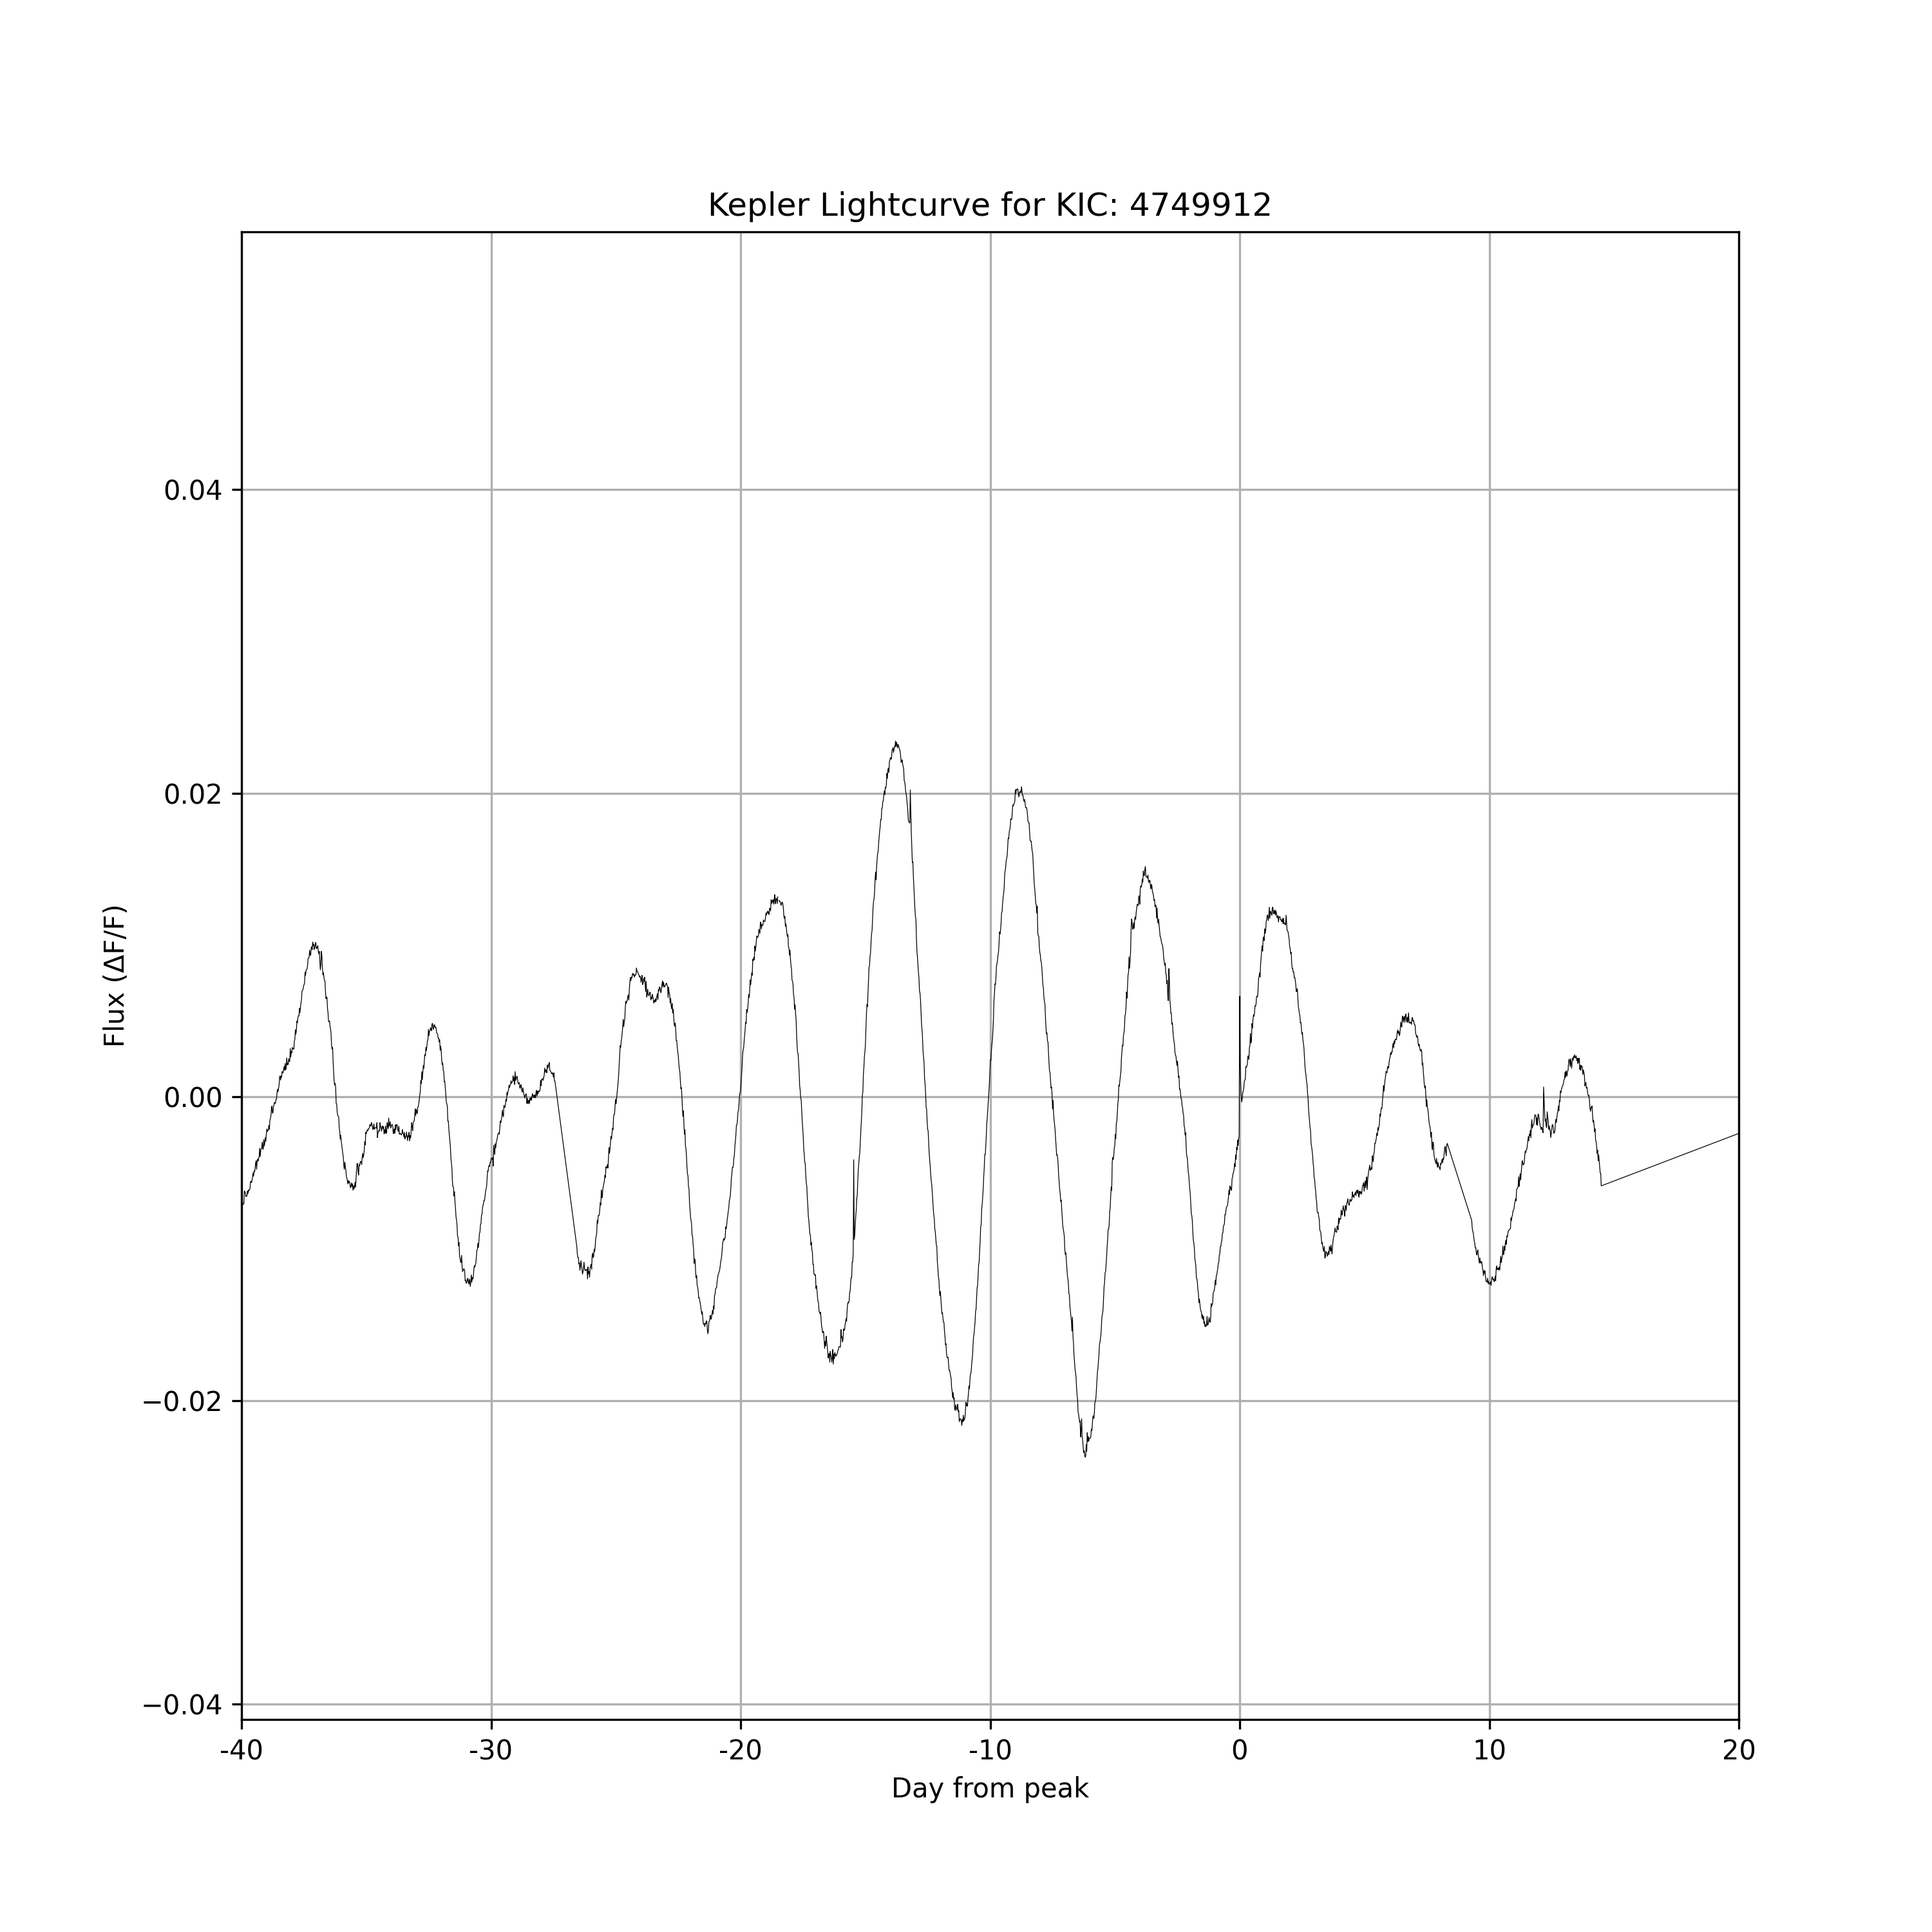 Kepler Lightcurve for KIC: 4749912
0.04
0.02
0.00
−0.02
−0.04
Flux (ΔF/F)
-40 -30 -20 -10 0 10 20
Day from peak